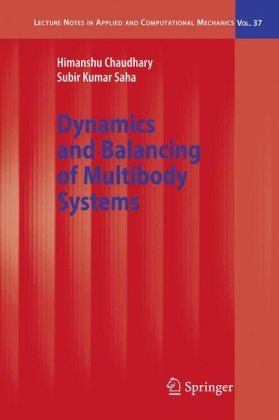 LECTURE NOTES IN APPLIED AND COMPUTATIONAL MECHANICS VOL. 37
Himanshu Chaudhary
Subir Kumar Saha
Dynamics
and Balancing
of Multibody
Systems
Springer